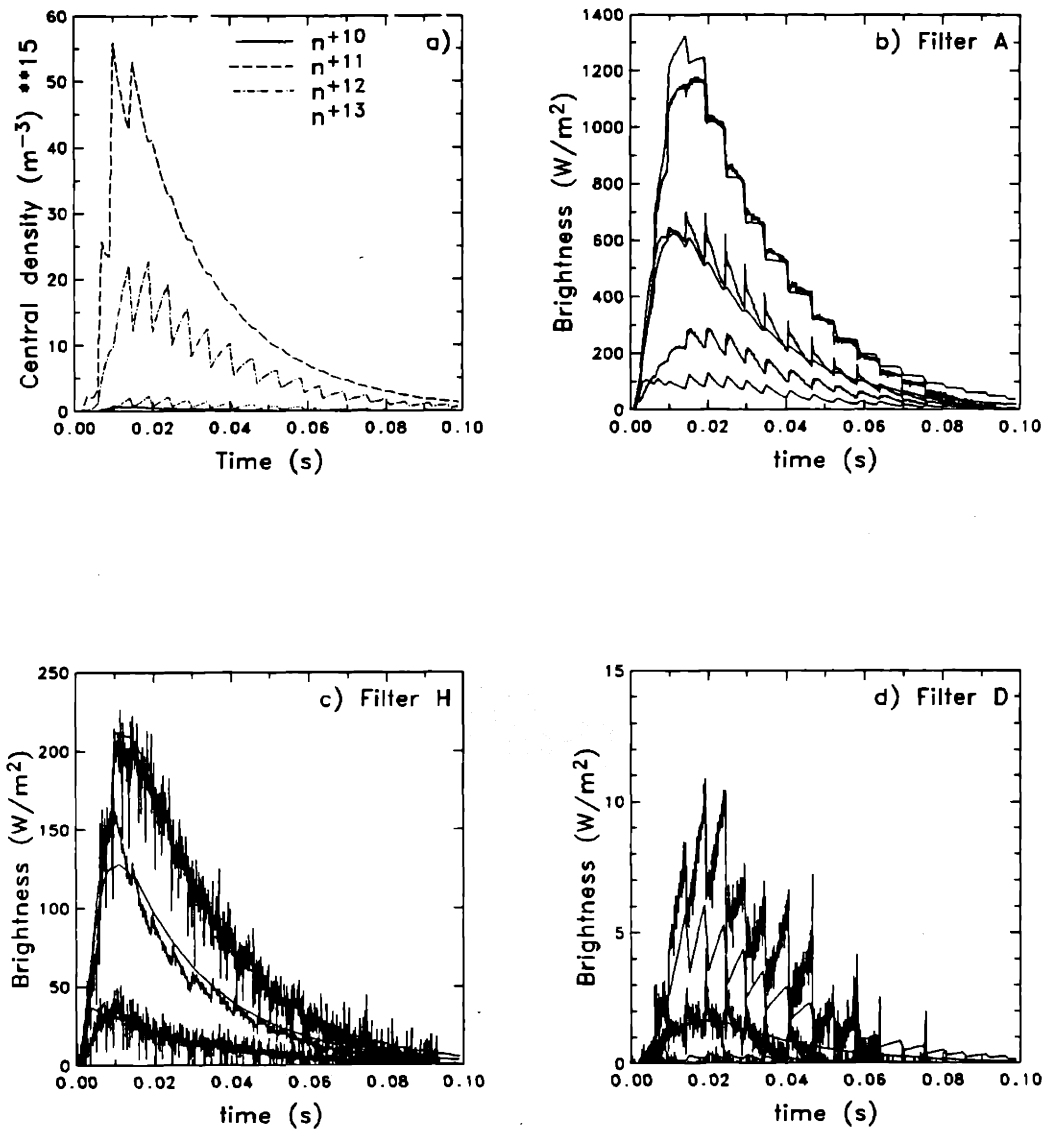 a)
n+10
n+11
n+12
n+13
Central density (m−3) **15
60
50
40
30
20
10
0
0.00 0.02 0.04 0.06 0.08 0.10
Time (s)
b) Filter A
Brightness (W/m2)
1400
1200
1000
800
600
400
200
0
0.00 0.02 0.04 0.06 0.08 0.10
time (s)
c) Filter H
Brightness (W/m2)
250
200
150
100
50
0
0.00 0.02 0.04 0.06 0.08 0.10
time (s)
d) Filter D
Brightness (W/m2)
15
10
5
0
0.00 0.02 0.04 0.06 0.08 0.10
time (s)